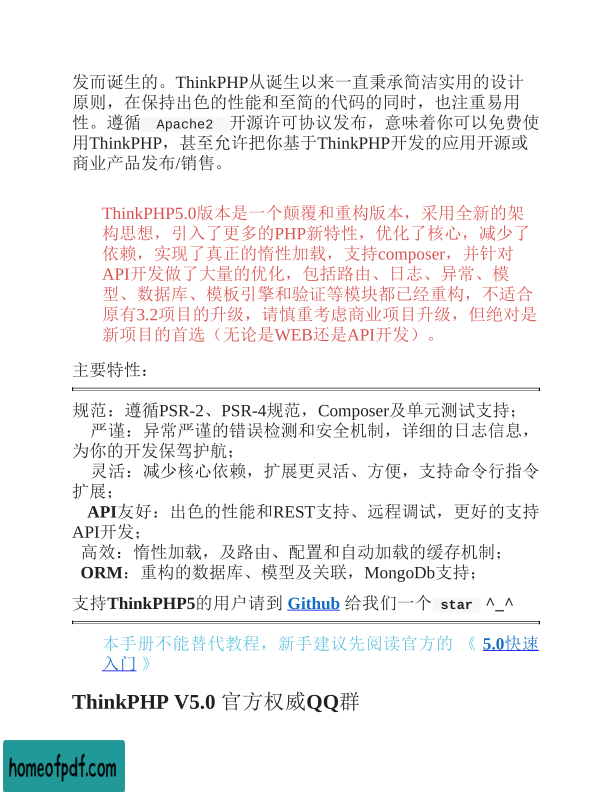 发而诞生的。ThinkPHP从诞生以来一直秉承简洁实用的设计
原则，在保持出色的性能和至简的代码的同时，也注重易用
性。遵循 Apache2 开源许可协议发布，意味着你可以免费使
用ThinkPHP，甚至允许把你基于ThinkPHP开发的应用开源或
商业产品发布/销售。
ThinkPHP5.0版本是一个颠覆和重构版本，采用全新的架
构思想，引入了更多的PHP新特性，优化了核心，减少了
依赖，实现了真正的惰性加载，支持composer，并针对
API开发做了大量的优化，包括路由、日志、异常、模
型、数据库、模板引擎和验证等模块都已经重构，不适合
原有3.2项目的升级，请慎重考虑商业项目升级，但绝对是
新项目的首选（无论是WEB还是API开发）。
主要特性：
规范：遵循PSR-2、PSR-4规范，Composer及单元测试支持；
严谨：异常严谨的错误检测和安全机制，详细的日志信息，
为你的开发保驾护航；
灵活：减少核心依赖，扩展更灵活、方便，支持命令行指令
扩展；
API友好：出色的性能和REST支持、远程调试，更好的支持
API开发；
高效：惰性加载，及路由、配置和自动加载的缓存机制；
ORM：重构的数据库、模型及关联，MongoDb支持；
支持ThinkPHP5的用户请到 Github 给我们一个 star ^_^
本手册不能替代教程，新手建议先阅读官方的 《 5.0快速
入门 》
ThinkPHP V5.0 官方权威QQ群
homeofpdf.com